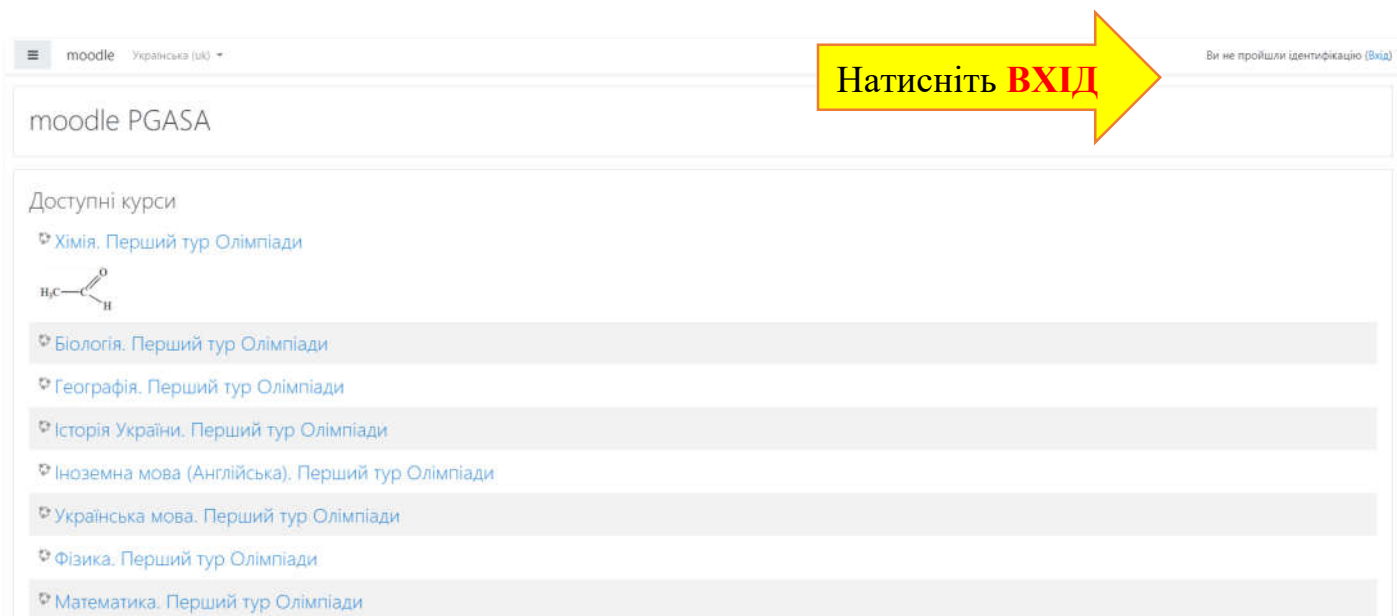 moodle Українська (uk)
Натисніть ВХІД
Ви не пройшли ідентифікацію (Вхід)
moodle PGASA
Доступні курси
Хімія. Перший тур Олімпіади
O
H₃C—C
H
Біологія. Перший тур Олімпіади
Географія. Перший тур Олімпіади
Історія України. Перший тур Олімпіади
Іноземна мова (Англійська). Перший тур Олімпіади
Українська мова. Перший тур Олімпіади
Фізика. Перший тур Олімпіади
Математика. Перший тур Олімпіади